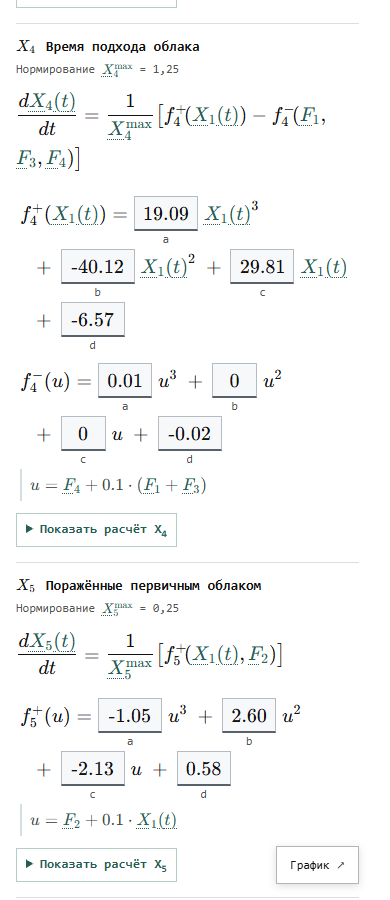 X₄ Время подхода облака
Нормирование X₄ᵐᵃˣ = 1,25
dX₄(t)/dt = 1/X₄ᵐᵃˣ [f₄⁺(X₁(t)) − f₄⁻(F₁,
F₃, F₄)]
f₄⁺(X₁(t)) = 19.09 X₁(t)³
a
+ -40.12 X₁(t)² + 29.81 X₁(t)
b c
+ -6.57
d
f₄⁻(u) = 0.01 u³ + 0 u²
a b
+ 0 u + -0.02
c d
u = F₄ + 0.1 · (F₁ + F₃)
▶ Показать расчёт X₄
X₅ Поражённые первичным облаком
Нормирование X₅ᵐᵃˣ = 0,25
dX₅(t)/dt = 1/X₅ᵐᵃˣ [f₅⁺(X₁(t), F₂)]
f₅⁺(u) = -1.05 u³ + 2.60 u²
a b
+ -2.13 u + 0.58
c d
u = F₂ + 0.1 · X₁(t)
▶ Показать расчёт X₅
График ↗